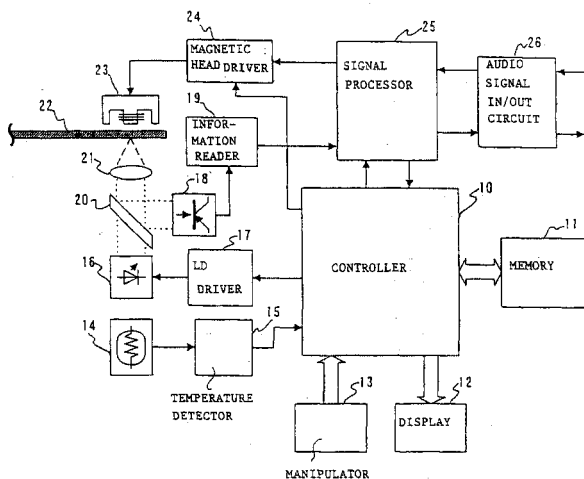 24
MAGNETIC
HEAD DRIVER
25
SIGNAL
PROCESSOR
26
AUDIO
SIGNAL
IN/OUT
CIRCUIT
23
22
19
INFOR-
MATION
READER
21
20
18
10
CONTROLLER
11
MEMORY
16
17
LD
DRIVER
14
15
TEMPERATURE
DETECTOR
13
MANIPULATOR
12
DISPLAY